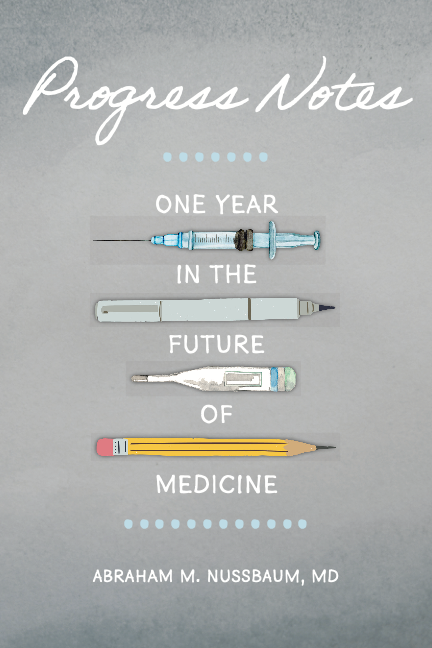 Progress Notes
ONE YEAR
IN THE
FUTURE
OF
MEDICINE
ABRAHAM M. NUSSBAUM, MD